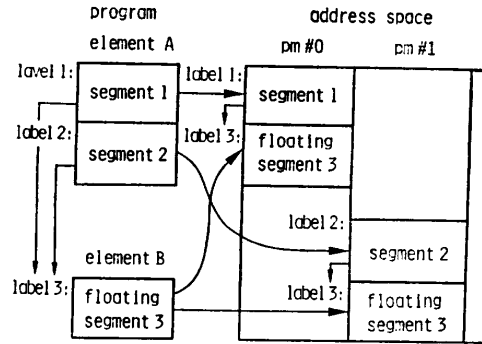 program
element A
lavel 1:
segment 1
label 2:
segment 2
element B
label 3:
floating
segment 3
address space
pm #0
pm #1
label 1:
segment 1
label 3:
floating
segment 3
label 2:
segment 2
label 3:
floating
segment 3